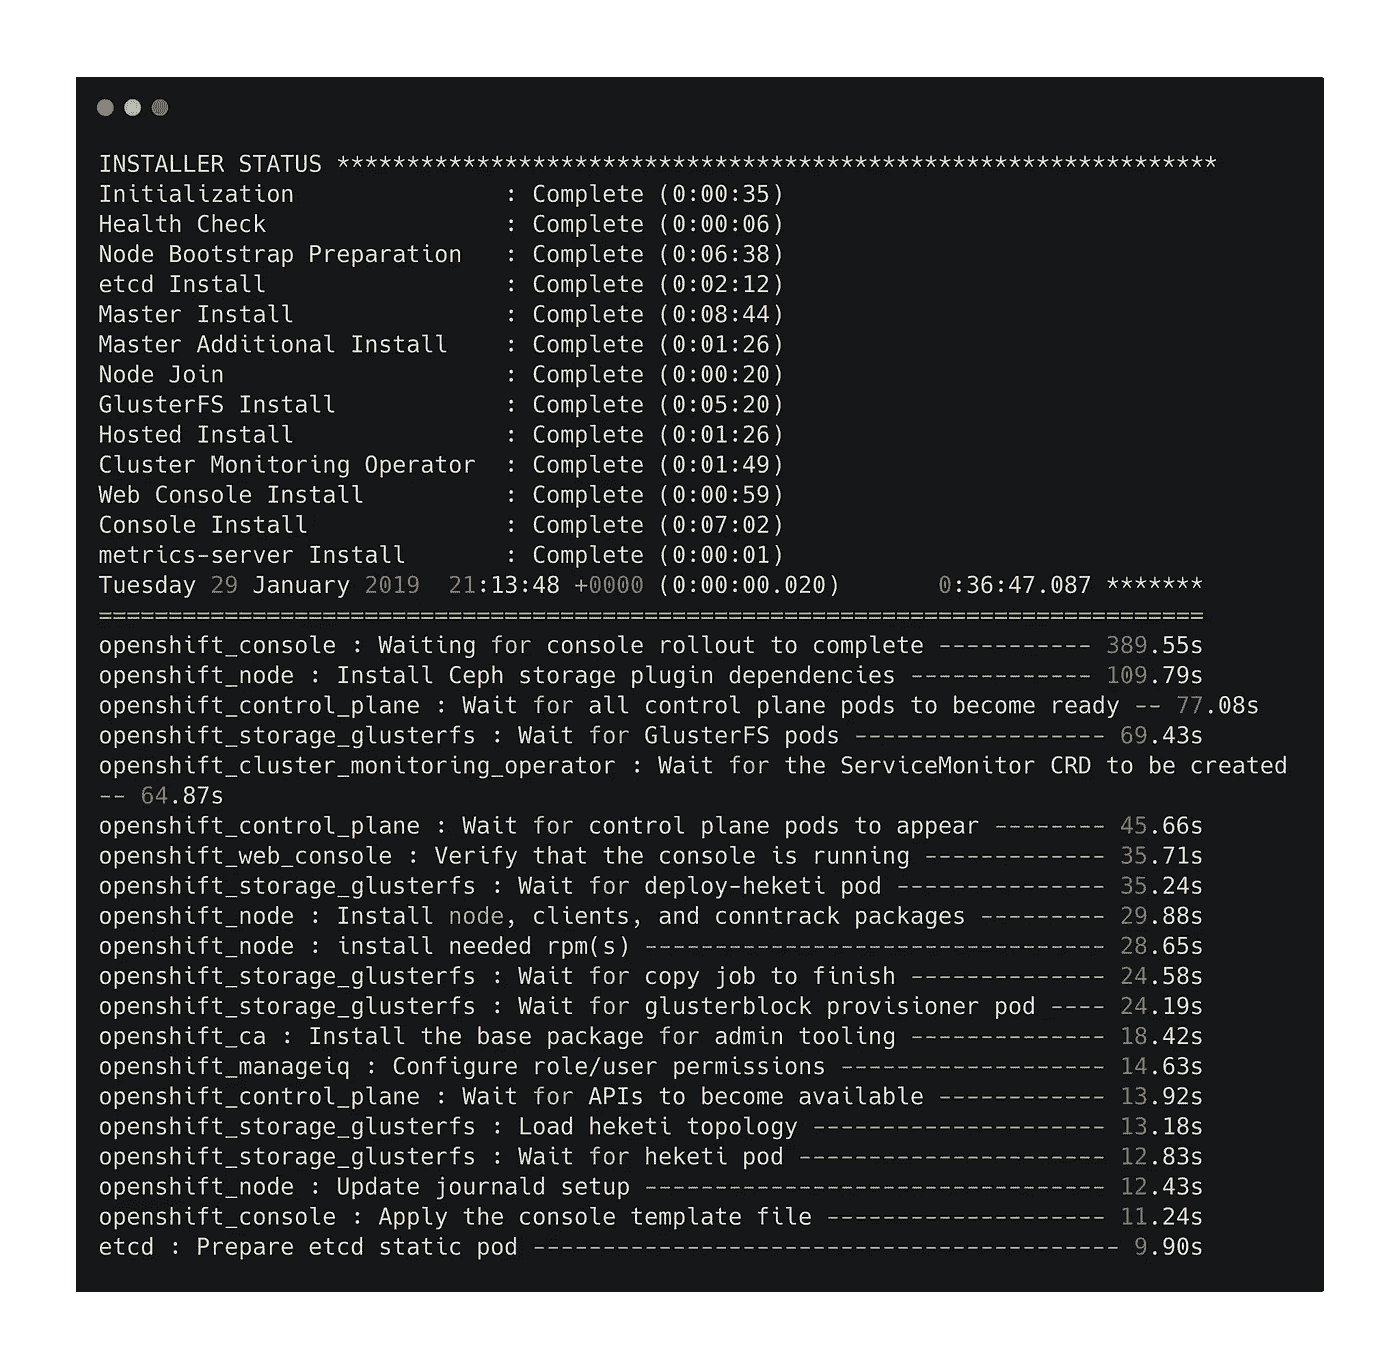 INSTALLER STATUS ***************************************************************
Initialization               : Complete (0:00:35)
Health Check                 : Complete (0:00:06)
Node Bootstrap Preparation   : Complete (0:06:38)
etcd Install                 : Complete (0:02:12)
Master Install               : Complete (0:08:44)
Master Additional Install    : Complete (0:01:26)
Node Join                    : Complete (0:00:20)
GlusterFS Install            : Complete (0:05:20)
Hosted Install               : Complete (0:01:26)
Cluster Monitoring Operator  : Complete (0:01:49)
Web Console Install          : Complete (0:00:59)
Console Install              : Complete (0:07:02)
metrics-server Install       : Complete (0:00:01)
Tuesday 29 January 2019  21:13:48 +0000 (0:00:00.020)       0:36:47.087 *******
===============================================================================
openshift_console : Waiting for console rollout to complete ----------- 389.55s
openshift_node : Install Ceph storage plugin dependencies ------------- 109.79s
openshift_control_plane : Wait for all control plane pods to become ready -- 77.08s
openshift_storage_glusterfs : Wait for GlusterFS pods ------------------ 69.43s
openshift_cluster_monitoring_operator : Wait for the ServiceMonitor CRD to be created
-- 64.87s
openshift_control_plane : Wait for control plane pods to appear -------- 45.66s
openshift_web_console : Verify that the console is running ------------- 35.71s
openshift_storage_glusterfs : Wait for deploy-heketi pod --------------- 35.24s
openshift_node : Install node, clients, and conntrack packages --------- 29.88s
openshift_node : install needed rpm(s) --------------------------------- 28.65s
openshift_storage_glusterfs : Wait for copy job to finish -------------- 24.58s
openshift_storage_glusterfs : Wait for glusterblock provisioner pod ---- 24.19s
openshift_ca : Install the base package for admin tooling -------------- 18.42s
openshift_manageiq : Configure role/user permissions ------------------- 14.63s
openshift_control_plane : Wait for APIs to become available ------------ 13.92s
openshift_storage_glusterfs : Load heketi topology --------------------- 13.18s
openshift_storage_glusterfs : Wait for heketi pod ---------------------- 12.83s
openshift_node : Update journald setup --------------------------------- 12.43s
openshift_console : Apply the console template file -------------------- 11.24s
etcd : Prepare etcd static pod ------------------------------------------ 9.90s